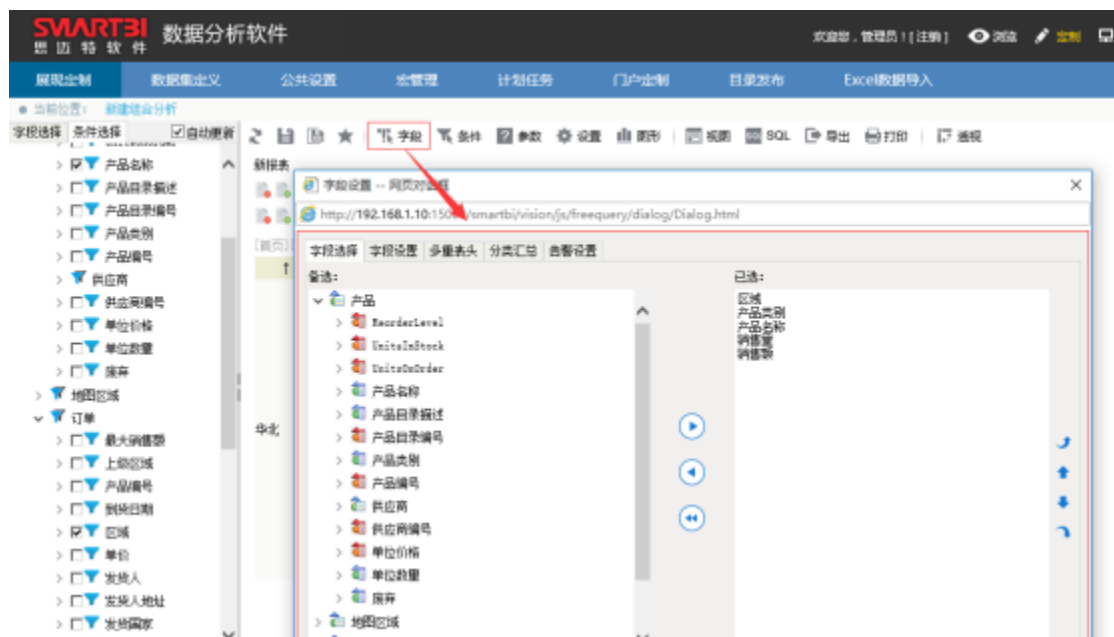 SMARTBI 数据分析软件
思迈特软件
欢迎您，管理员！[注销] 浏览 定制
展现定制 数据集定义 公共设置 宏管理 计划任务 门户定制 目录发布 Excel数据导入
当前位置： 新建组合分析
字段选择 条件选择 自动更新
字段 条件 参数 设置 图形 视图 SQL 导出 打印 透视
产品名称
产品目录描述
产品目录编号
产品类别
产品编号
供应商
供应商编号
单位价格
单位数量
废弃
地图区域
订单
最大销售额
上级区域
产品编号
到货日期
区域
单价
发货人
发货人地址
发货国家
新报表
[首页]
华北
字段设置 -- 网页对话框
http://192.168.1.10:150 /smartbi/vision/js/freequery/dialog/Dialog.html
字段选择 字段设置 多重表头 分类汇总 告警设置
备选：
产品
ReorderLevel
UnitsInStock
UnitsOnOrder
产品名称
产品目录描述
产品目录编号
产品类别
产品编号
供应商
供应商编号
单位价格
单位数量
废弃
地图区域
已选：
区域
产品类别
产品名称
销售量
销售额